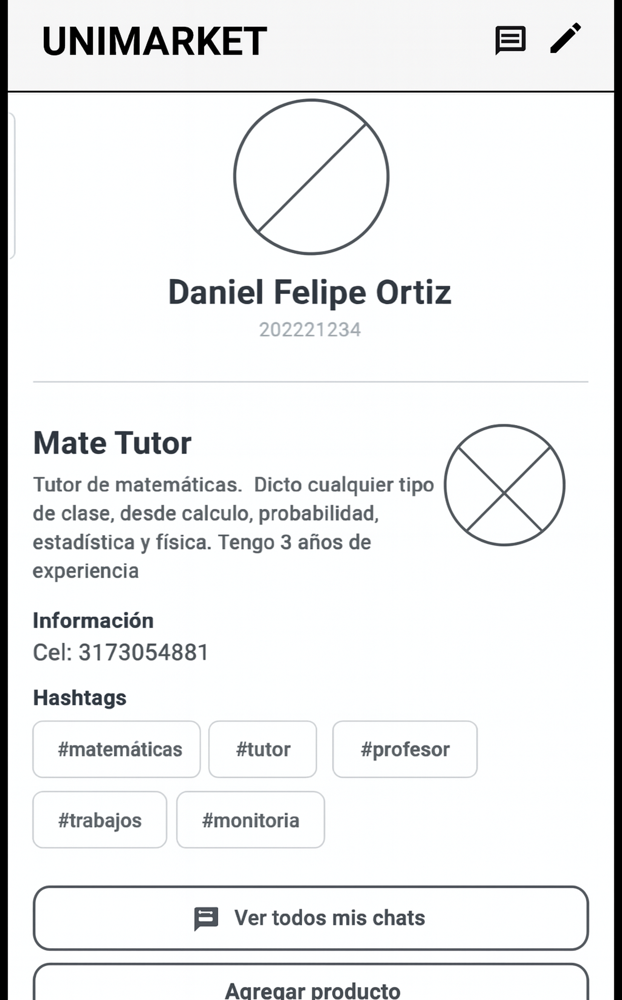 UNIMARKET
Daniel Felipe Ortiz
202221234
Mate Tutor
Tutor de matemáticas.  Dicto cualquier tipo
de clase, desde calculo, probabilidad,
estadística y física. Tengo 3 años de
experiencia
Información
Cel: 3173054881
Hashtags
#matemáticas #tutor #profesor
#trabajos #monitoria
Ver todos mis chats
Agregar producto